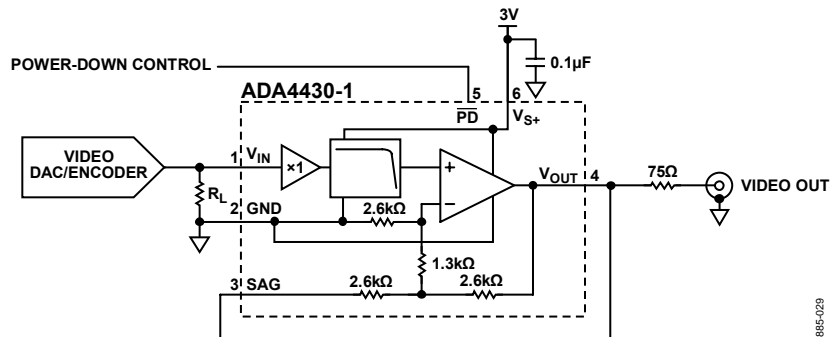 3V
POWER-DOWN CONTROL
0.1µF
ADA4430-1
5
6
PD
VS+
VIDEO
DAC/ENCODER
1
VIN
×1
+
−
VOUT
4
75Ω
VIDEO OUT
RL
2
GND
2.6kΩ
1.3kΩ
3
SAG
2.6kΩ
2.6kΩ
885-029